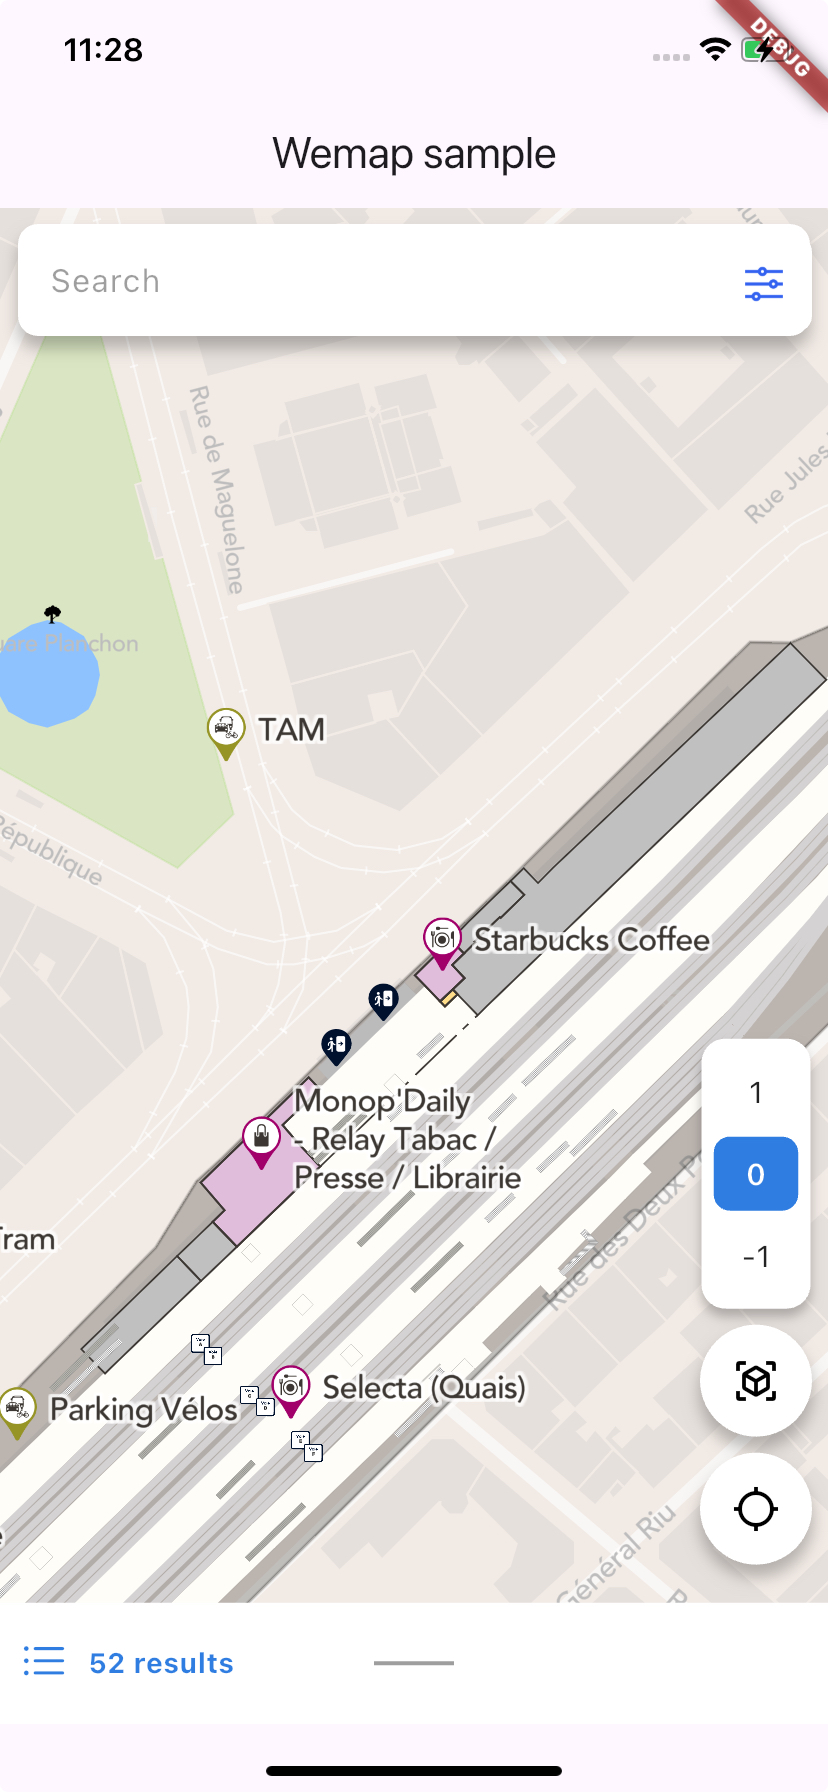 11:28
DEBUG
Wemap sample
Search
Rue de Maguelone
Rue Jules
Planchon
TAM
République
Starbucks Coffee
1
Monop'Daily
- Relay Tabac /
Presse / Librairie
0
Rue des Deux
-1
Tram
Selecta (Quais)
Parking Vélos
Général Riu
52 results